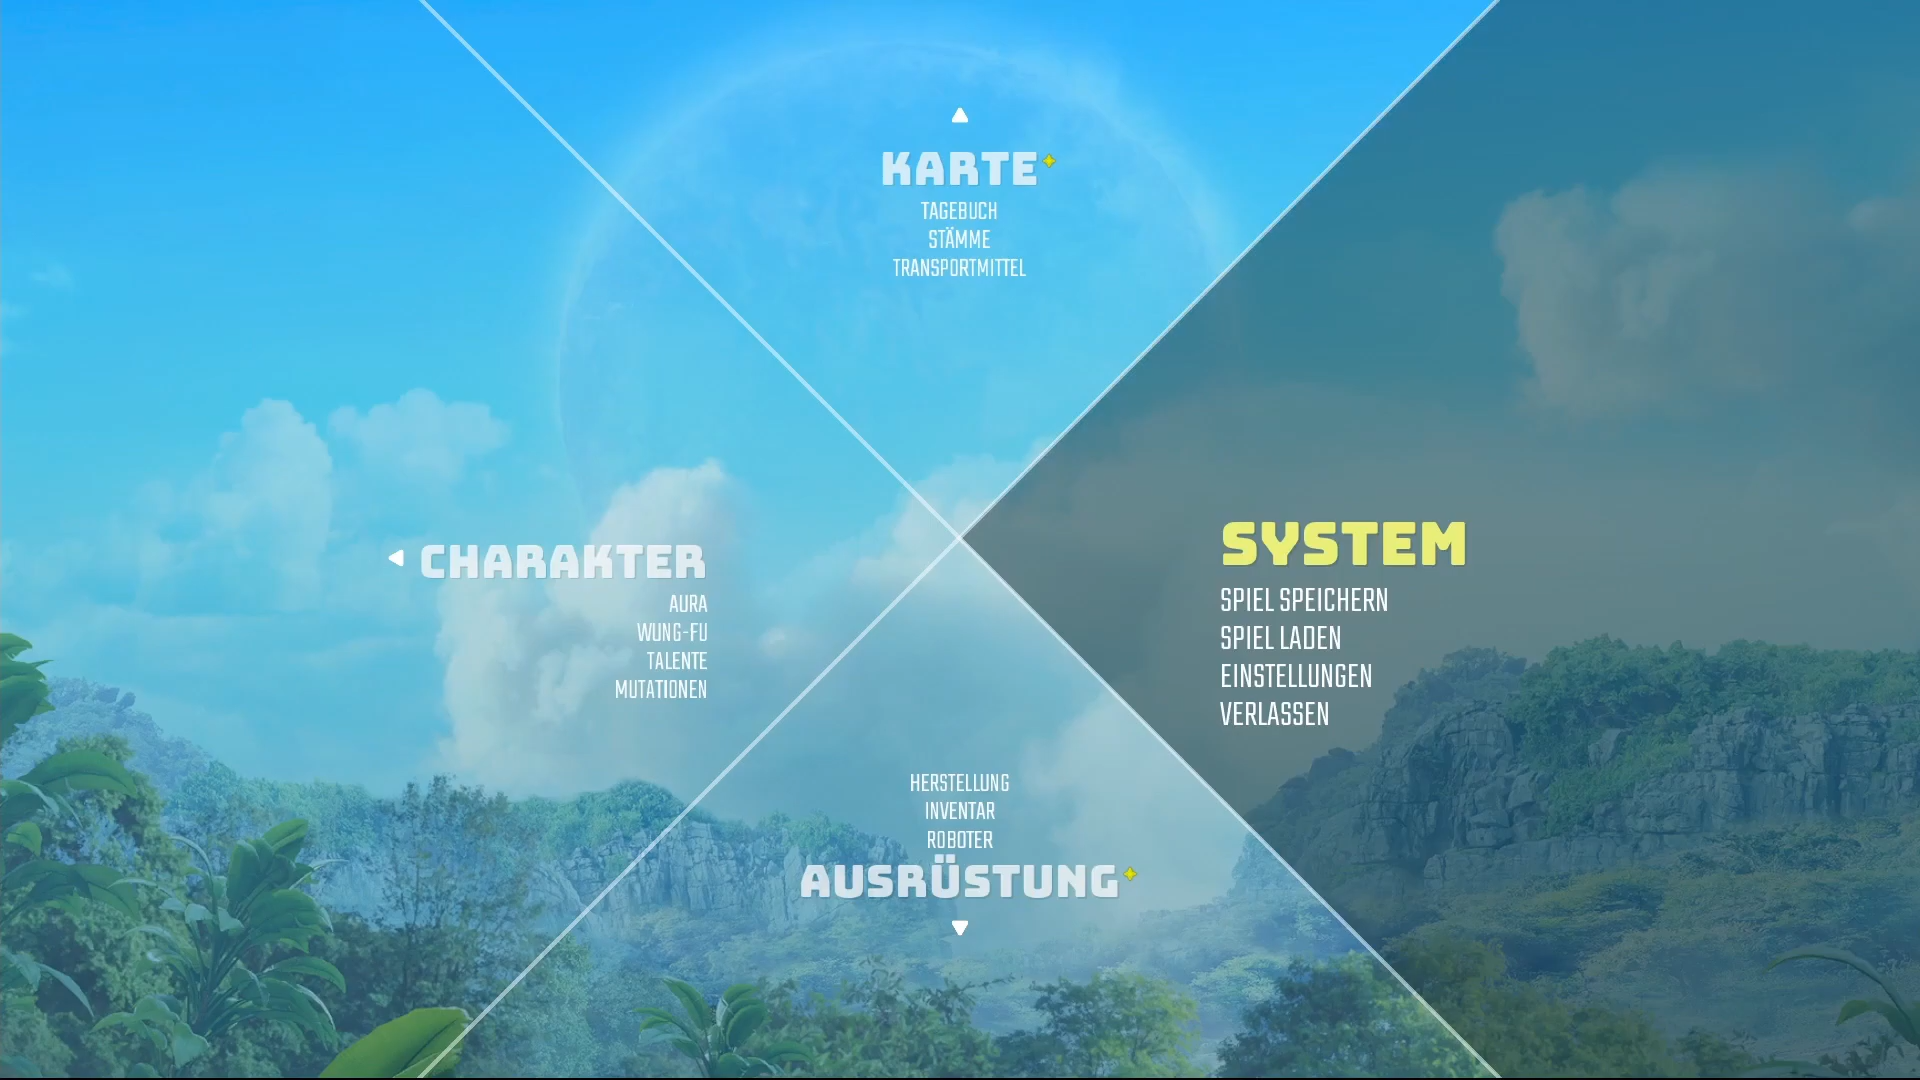 KARTE
TAGEBUCH
STÄMME
TRANSPORTMITTEL
CHARAKTER
AURA
WUNG-FU
TALENTE
MUTATIONEN
SYSTEM
SPIEL SPEICHERN
SPIEL LADEN
EINSTELLUNGEN
VERLASSEN
HERSTELLUNG
INVENTAR
ROBOTER
AUSRÜSTUNG